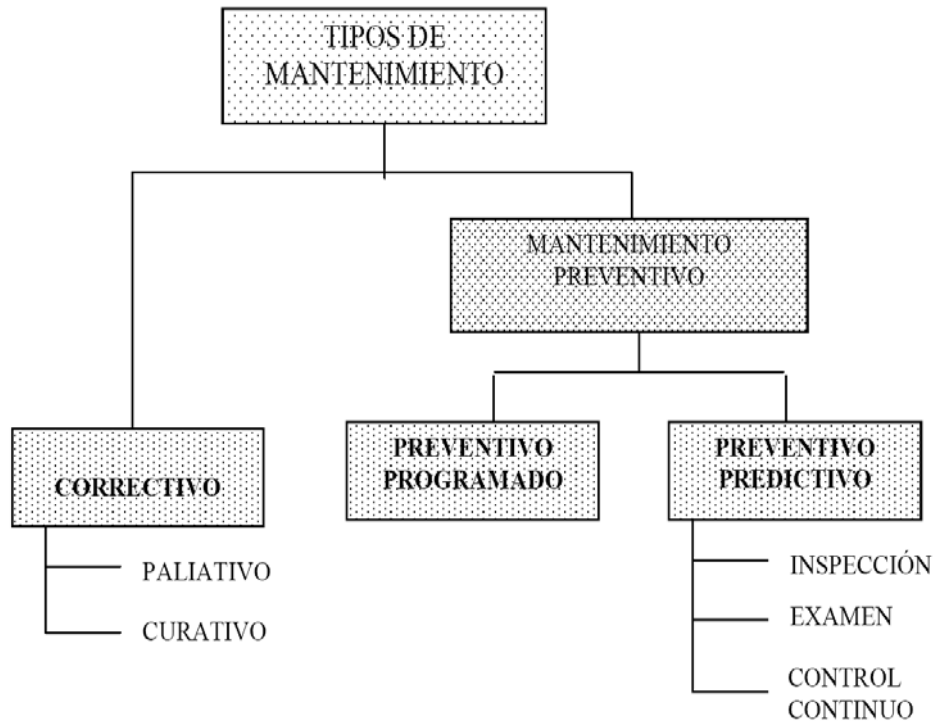 TIPOS DE
MANTENIMIENTO
MANTENIMIENTO
PREVENTIVO
CORRECTIVO
PREVENTIVO
PROGRAMADO
PREVENTIVO
PREDICTIVO
PALIATIVO
CURATIVO
INSPECCIÓN
EXAMEN
CONTROL
CONTINUO